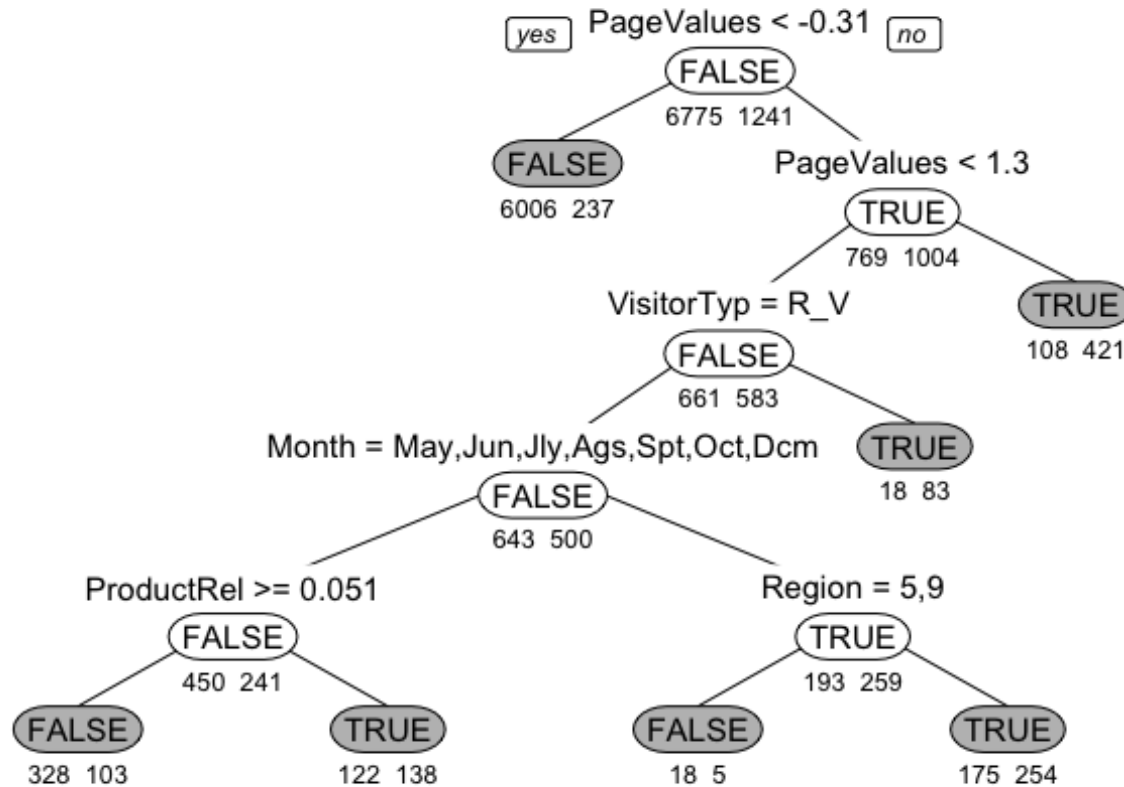 yes PageValues < -0.31 no
FALSE
6775 1241
FALSE
6006 237
PageValues < 1.3
TRUE
769 1004
VisitorTyp = R_V
FALSE
661 583
TRUE
108 421
Month = May,Jun,Jly,Ags,Spt,Oct,Dcm
FALSE
643 500
TRUE
18 83
ProductRel >= 0.051
FALSE
450 241
Region = 5,9
TRUE
193 259
FALSE
328 103
TRUE
122 138
FALSE
18 5
TRUE
175 254